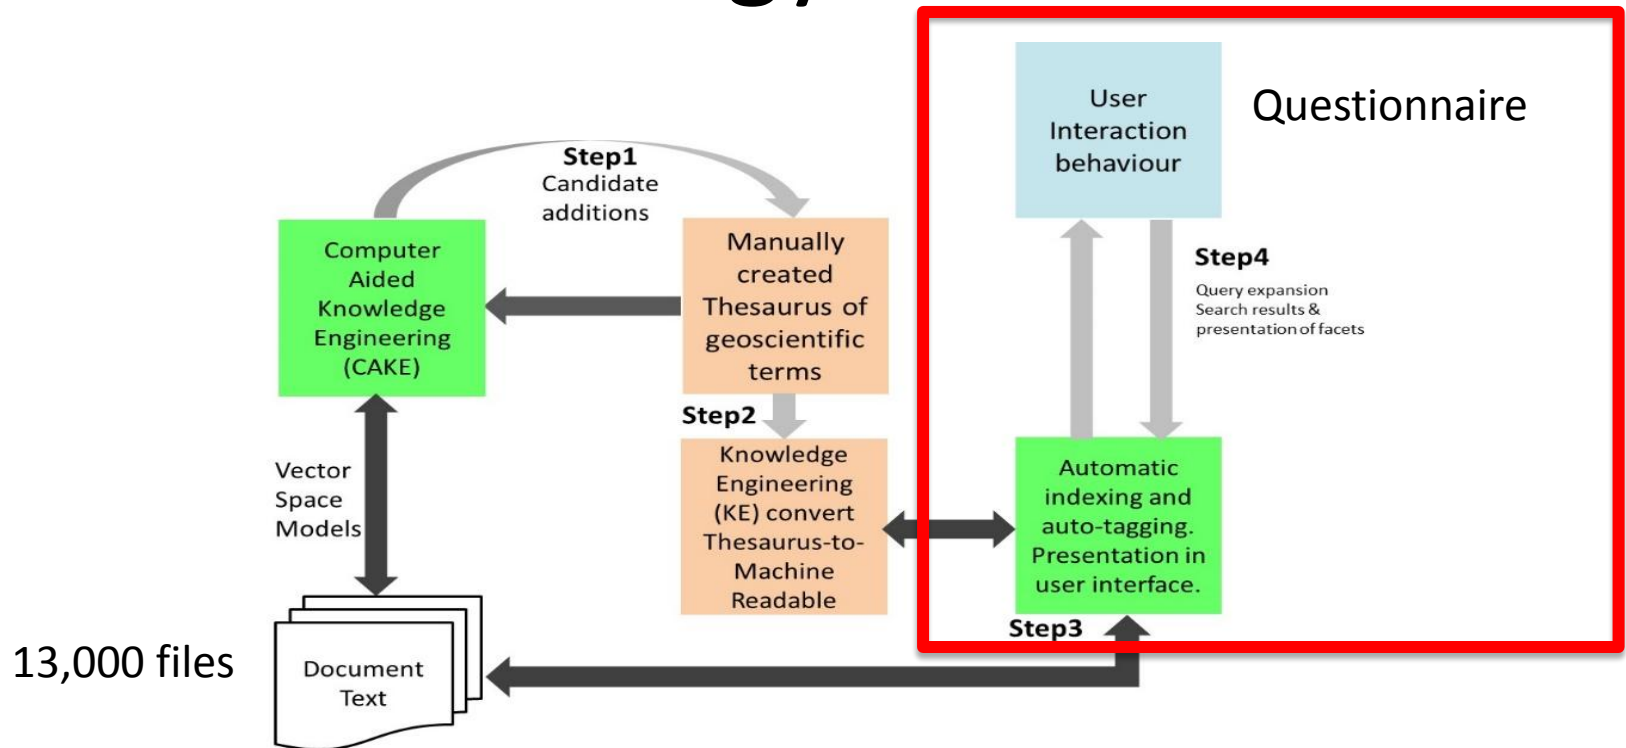 Questionnaire
User
Interaction
behaviour
Step1
Candidate
additions
Computer
Aided
Knowledge
Engineering
(CAKE)
Manually
created
Thesaurus of
geoscientific
terms
Step4
Query expansion
Search results &
presentation of facets
Step2
Knowledge
Engineering
(KE) convert
Thesaurus-to-
Machine
Readable
Automatic
indexing and
auto-tagging.
Presentation in
user interface.
Vector
Space
Models
Step3
13,000 files
Document
Text